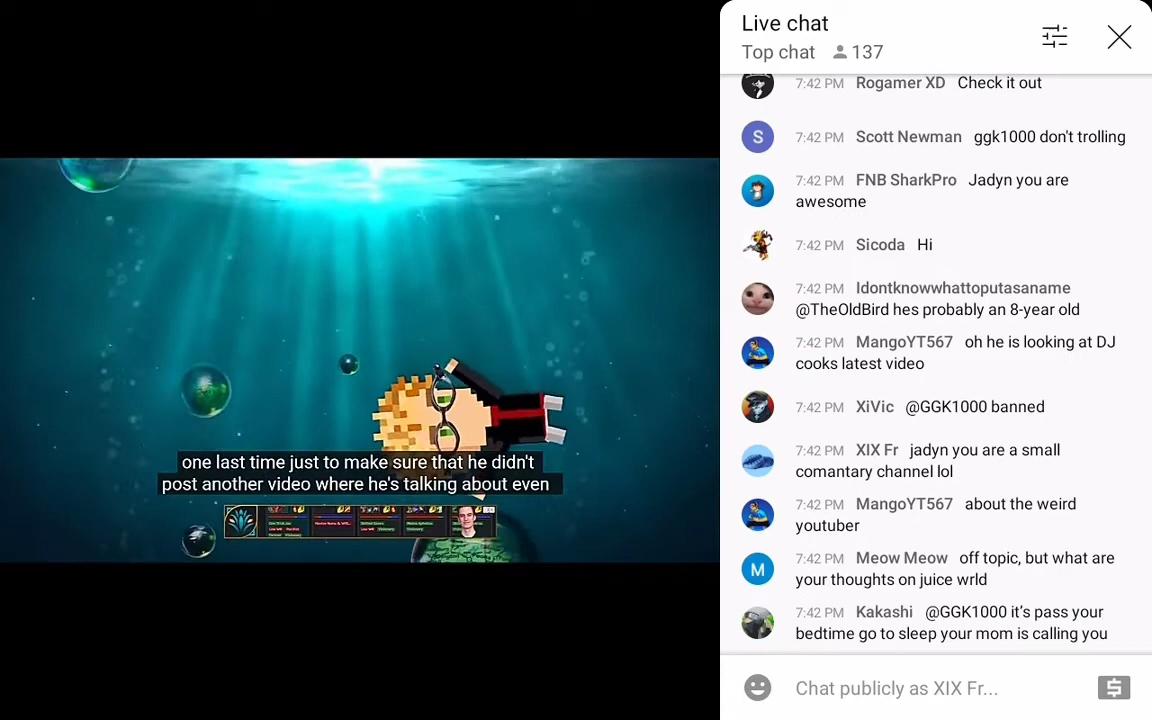 Live chat
Top chat 137
7:42 PM Rogamer XD Check it out
7:42 PM Scott Newman ggk1000 don't trolling
7:42 PM FNB SharkPro Jadyn you are
awesome
7:42 PM Sicoda Hi
7:42 PM Idontknowwhattoputasaname
@TheOldBird hes probably an 8-year old
7:42 PM MangoYT567 oh he is looking at DJ
cooks latest video
7:42 PM XiVic @GGK1000 banned
7:42 PM XIX Fr jadyn you are a small
comantary channel lol
7:42 PM MangoYT567 about the weird
youtuber
7:42 PM Meow Meow off topic, but what are
your thoughts on juice wrld
7:42 PM Kakashi @GGK1000 it’s pass your
bedtime go to sleep your mom is calling you
Chat publicly as XIX Fr...
S
M
one last time just to make sure that he didn't
post another video where he's talking about even